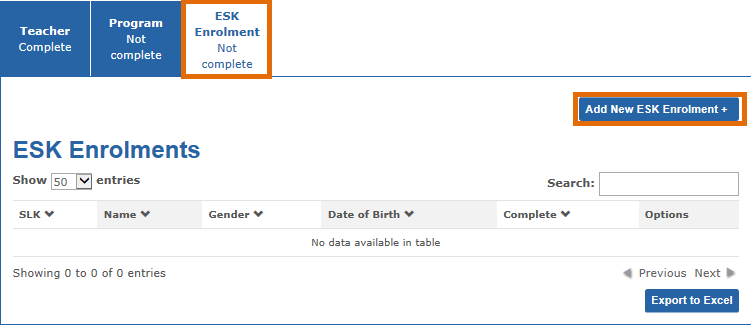 Teacher
Complete
Program
Not
complete
ESK
Enrolment
Not
complete
Add New ESK Enrolment +
ESK Enrolments
Show 50 entries
Search:
SLK Name Gender Date of Birth Complete Options
No data available in table
Showing 0 to 0 of 0 entries
Previous Next
Export to Excel